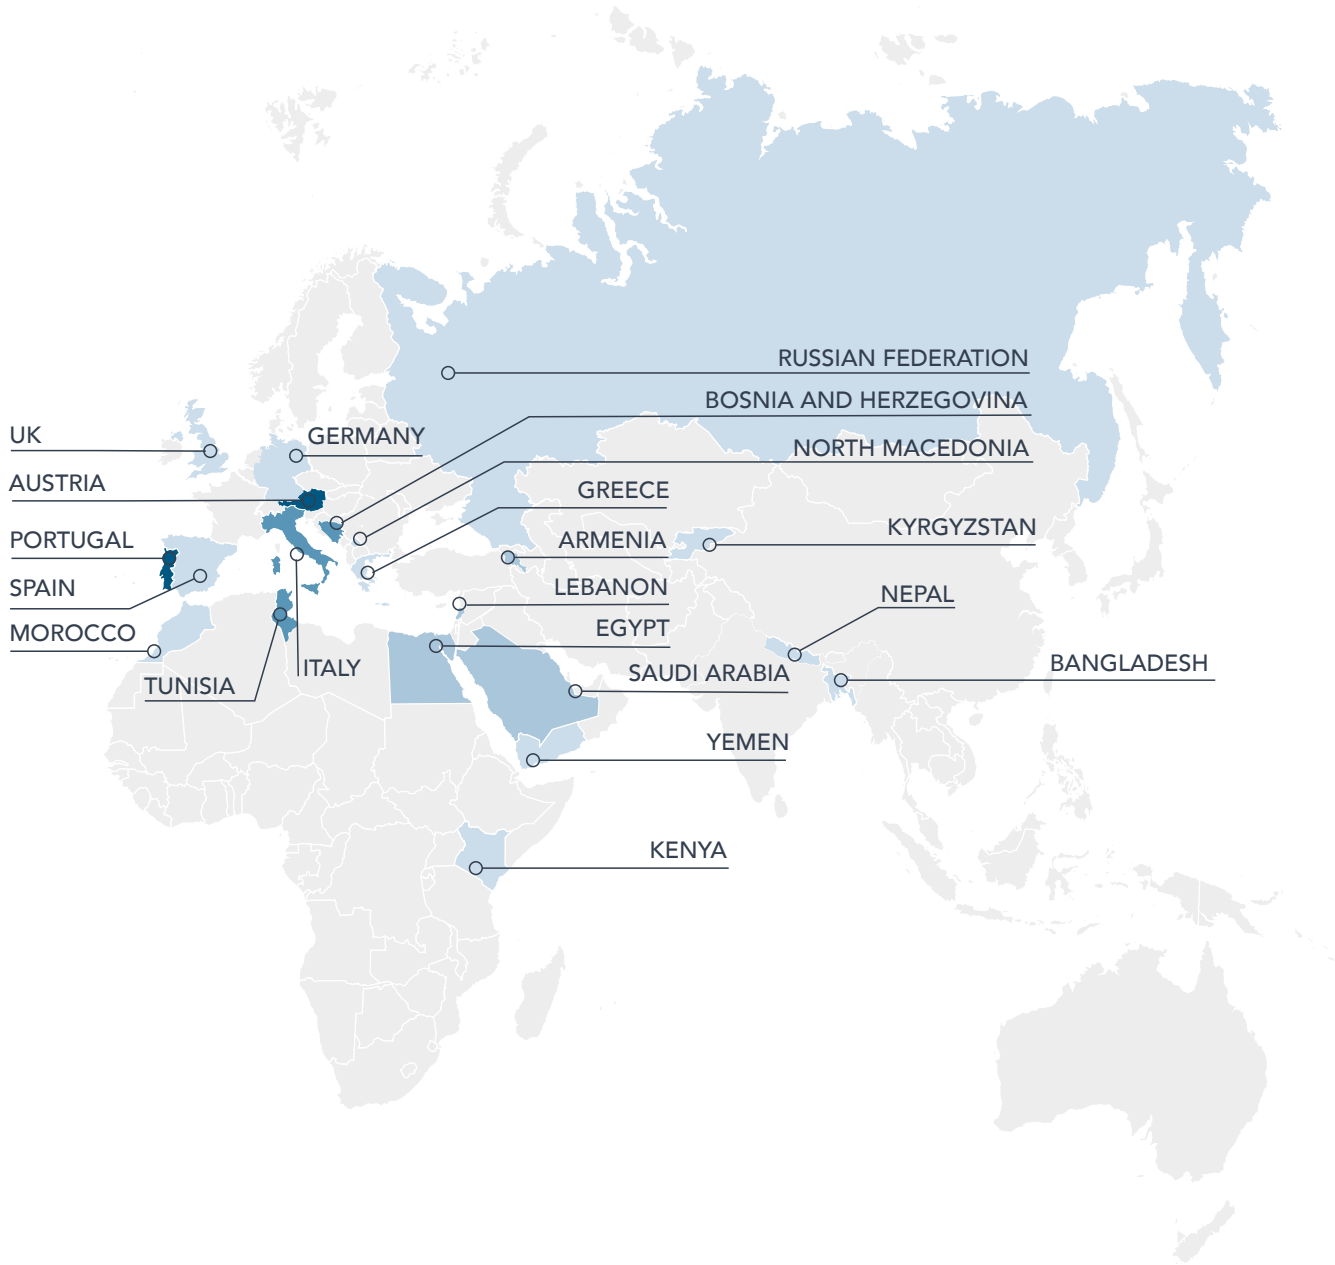 RUSSIAN FEDERATION
BOSNIA AND HERZEGOVINA
UK
GERMANY
NORTH MACEDONIA
AUSTRIA
GREECE
KYRGYZSTAN
PORTUGAL
ARMENIA
SPAIN
LEBANON
NEPAL
MOROCCO
EGYPT
ITALY
BANGLADESH
TUNISIA
SAUDI ARABIA
YEMEN
KENYA